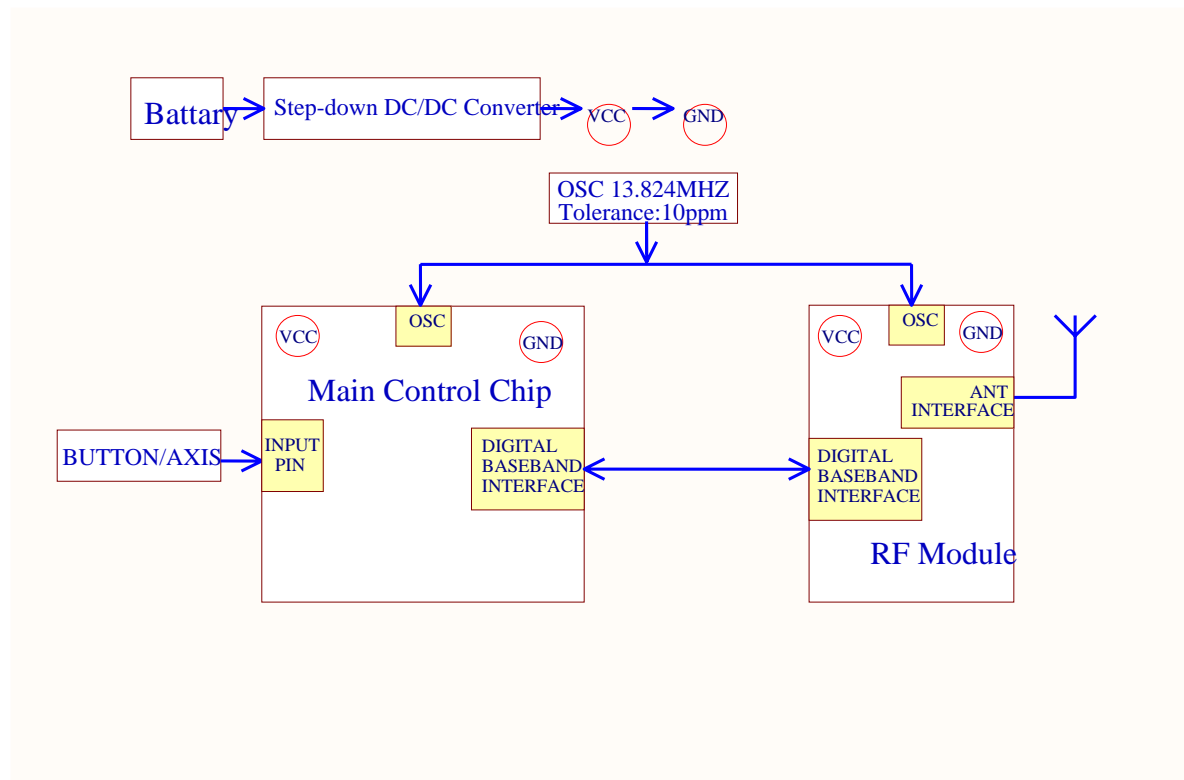 Battary
Step-down DC/DC Converter
VCC
GND
OSC 13.824MHZ
Tolerance:10ppm
VCC
OSC
GND
Main Control Chip
BUTTON/AXIS
INPUT
PIN
DIGITAL
BASEBAND
INTERFACE
VCC
OSC
GND
ANT
INTERFACE
DIGITAL
BASEBAND
INTERFACE
RF Module